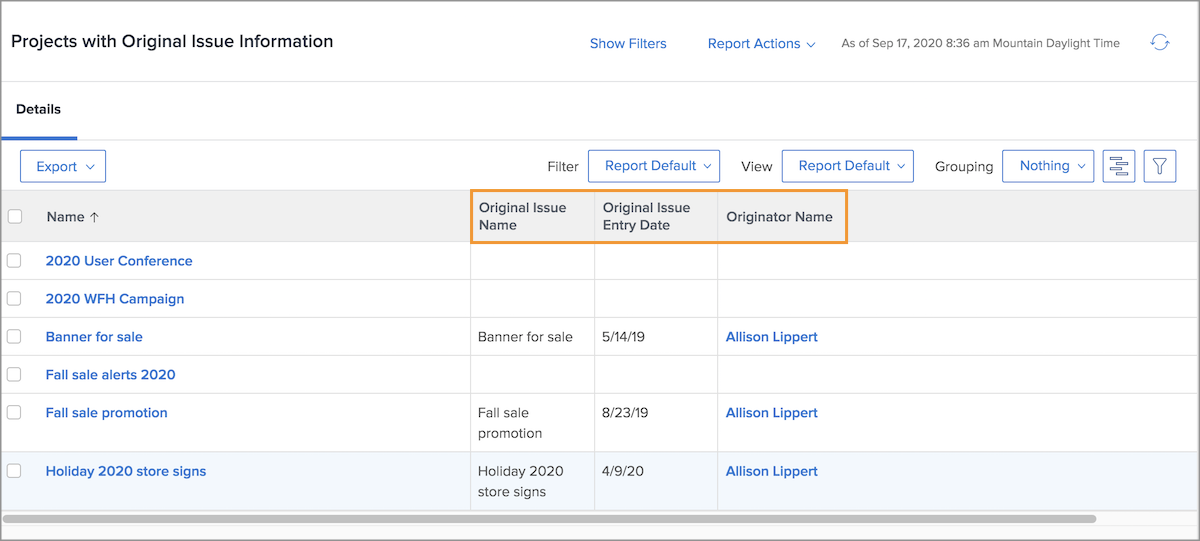 Projects with Original Issue Information
Show Filters
Report Actions
As of Sep 17, 2020 8:36 am Mountain Daylight Time
Details
Export
Filter
Report Default
View
Report Default
Grouping
Nothing
Name ↑
Original Issue
Name
Original Issue
Entry Date
Originator Name
2020 User Conference
2020 WFH Campaign
Banner for sale
Banner for sale
5/14/19
Allison Lippert
Fall sale alerts 2020
Fall sale promotion
Fall sale
promotion
8/23/19
Allison Lippert
Holiday 2020 store signs
Holiday 2020
store signs
4/9/20
Allison Lippert